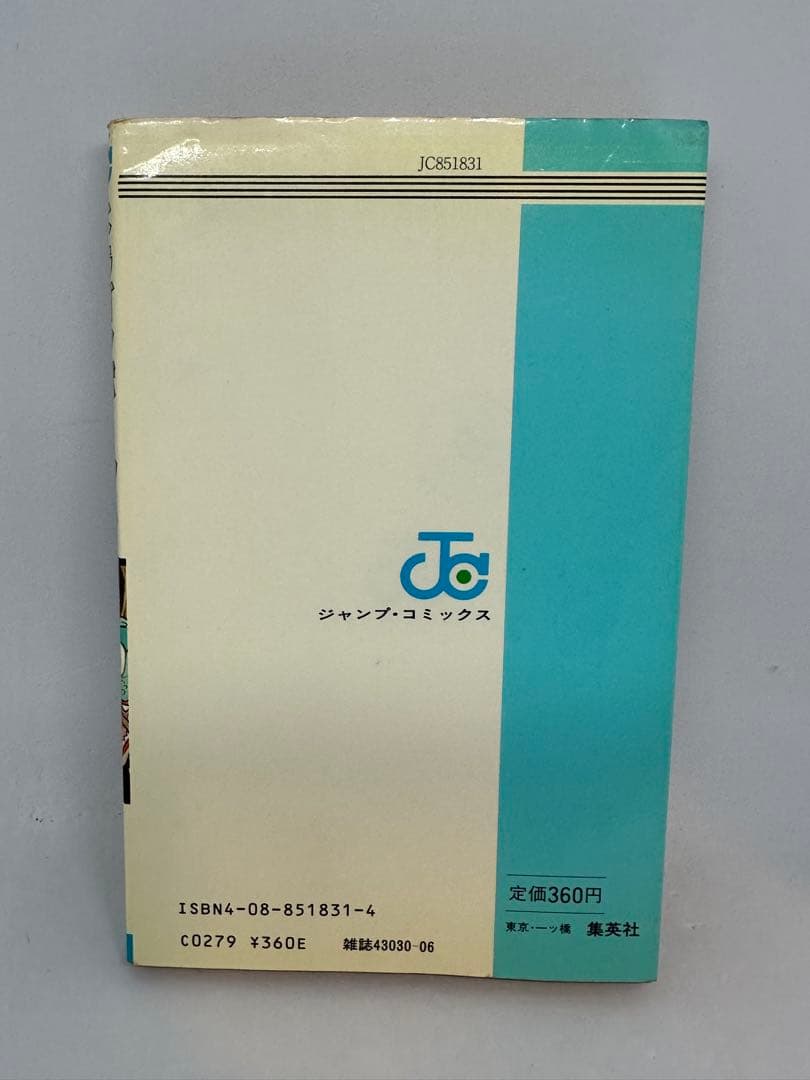 JC851831
JC
ジャンプ・コミックス
定価360円
東京・一ツ橋 集英社
ISBN4-08-851831-4
C0279 ¥360E 雑誌43030-06